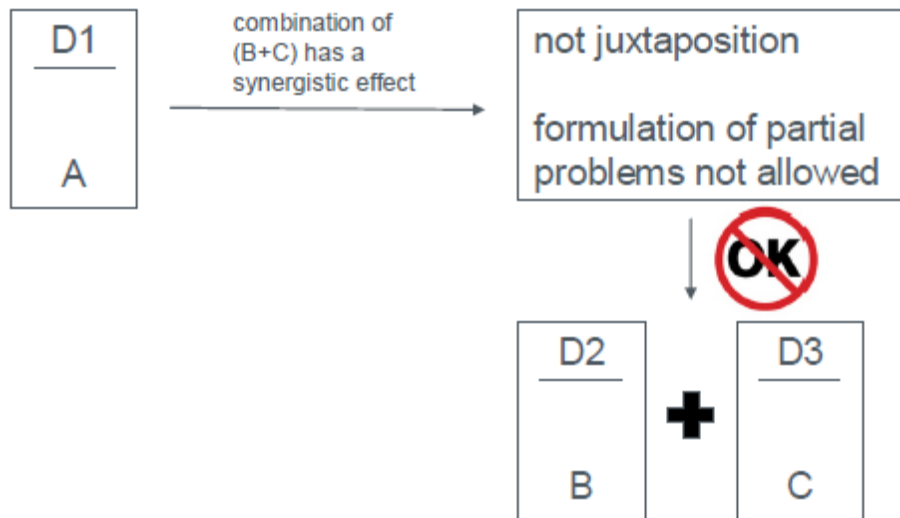 D1
A
combination of
(B+C) has a
synergistic effect
not juxtaposition
formulation of partial
problems not allowed
OK
D2
B
D3
C